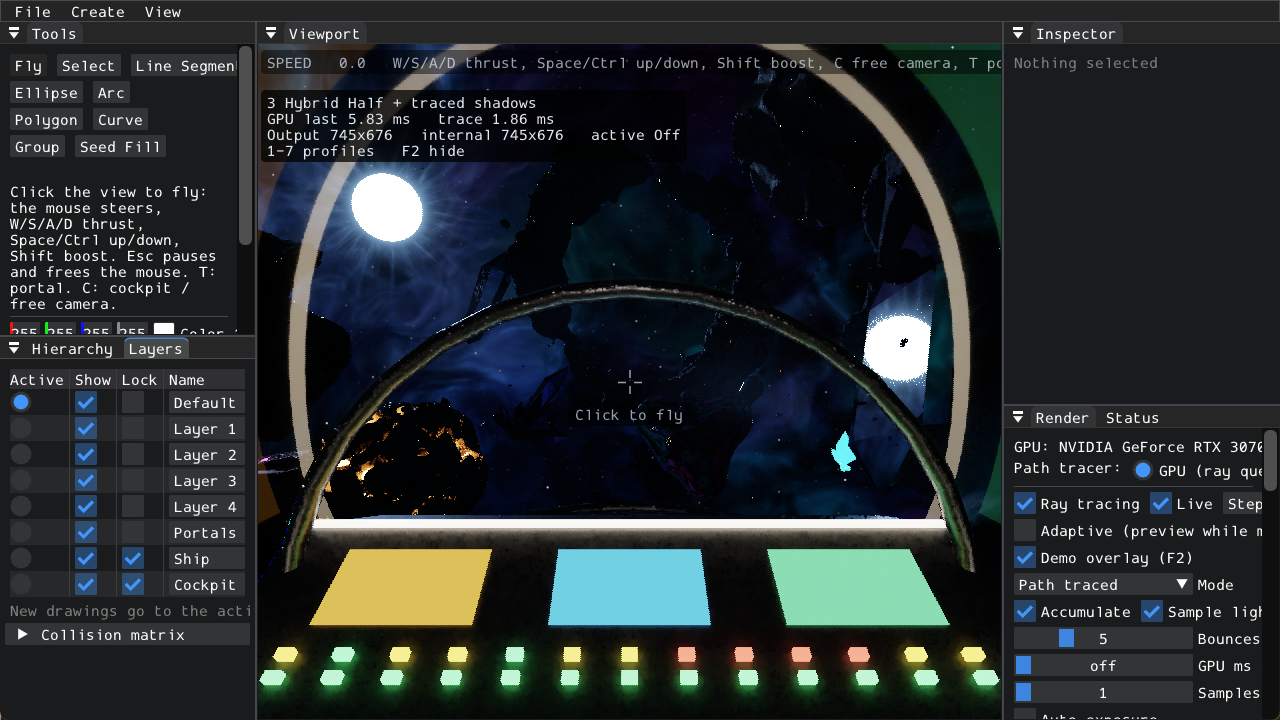 File Create View
Tools
Fly Select Line Segmen
Ellipse Arc
Polygon Curve
Group Seed Fill
Click the view to fly:
the mouse steers,
W/S/A/D thrust,
Space/Ctrl up/down,
Shift boost. Esc pauses
and frees the mouse. T:
portal. C: cockpit /
free camera.
255 255 255 255 Color
Hierarchy Layers
Active Show Lock Name
Default
Layer 1
Layer 2
Layer 3
Layer 4
Portals
Ship
Cockpit
New drawings go to the acti
Collision matrix
Viewport
SPEED 0.0 W/S/A/D thrust, Space/Ctrl up/down, Shift boost, C free camera, T po
3 Hybrid Half + traced shadows
GPU last 5.83 ms trace 1.86 ms
Output 745x676 internal 745x676 active Off
1-7 profiles F2 hide
Click to fly
Inspector
Nothing selected
Render Status
GPU: NVIDIA GeForce RTX 3070
Path tracer: GPU (ray que
Ray tracing Live Step
Adaptive (preview while m
Demo overlay (F2)
Path traced Mode
Accumulate Sample ligh
5 Bounces
off GPU ms
1 Samples
Auto exposure